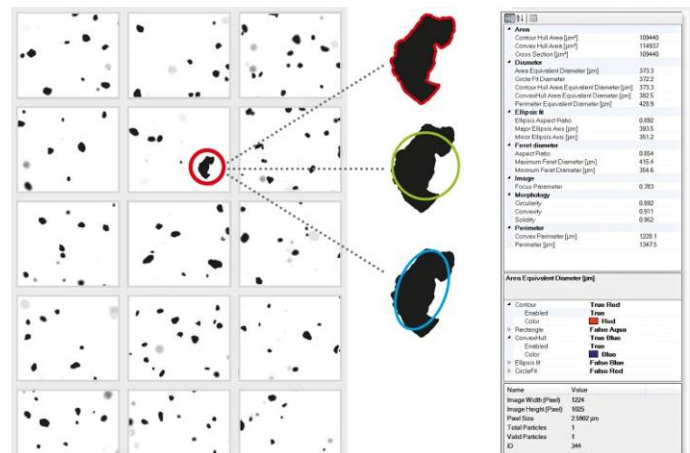 Area
Contour Hull Area [µm²] 109440
Convex Hull Area [µm²] 114937
Cross Section [µm²] 109440
Diameter
Area Equivalent Diameter [µm] 373.3
Circle Fit Diameter 372.2
Contour Hull Area Equivalent Diameter [µm] 373.3
ConvexHull Area Equivalent Diameter [µm] 382.5
Perimeter Equivalent Diameter [µm] 428.9
Ellipsis fit
Ellipsis Aspect Ratio 0.892
Major Ellipsis Axis [µm] 393.5
Minor Ellipsis Axis [µm] 351.2
Feret diameter
Aspect Ratio 0.854
Maximum Feret Diameter [µm] 415.4
Minimum Feret Diameter [µm] 354.6
Image
Focus Perameter 0.783
Morphology
Circularity 0.892
Convexity 0.911
Solidity 0.952
Perimeter
Convex Perimeter [µm] 1228.1
Perimeter [µm] 1347.5
Area Equivalent Diameter [µm]
Contour True Red
Enabled True
Color Red
Rectangle False Aqua
ConvexHull True Blue
Enabled True
Color Blue
Ellipsis fit False Blue
CircleFit False Red
Name Value
Image Width (Pixel) 1224
Image Height (Pixel) 1025
Pixel Size 2.5902 µm
Total Particles 1
Valid Particles 1
ID 344